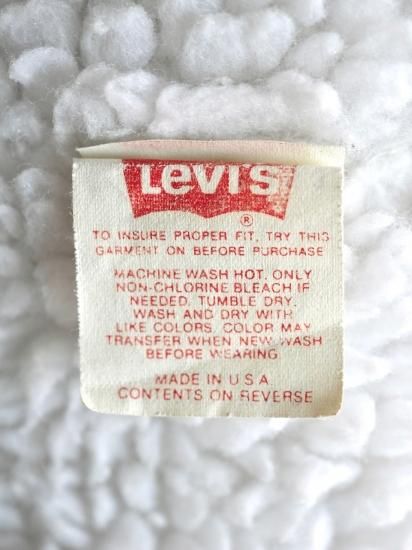 Levi's
®
TO INSURE PROPER FIT, TRY THIS
GARMENT ON BEFORE PURCHASE
MACHINE WASH HOT. ONLY
NON-CHLORINE BLEACH IF
NEEDED. TUMBLE DRY.
WASH AND DRY WITH
LIKE COLORS. COLOR MAY
TRANSFER WHEN NEW. WASH
BEFORE WEARING
MADE IN U S A
CONTENTS ON REVERSE